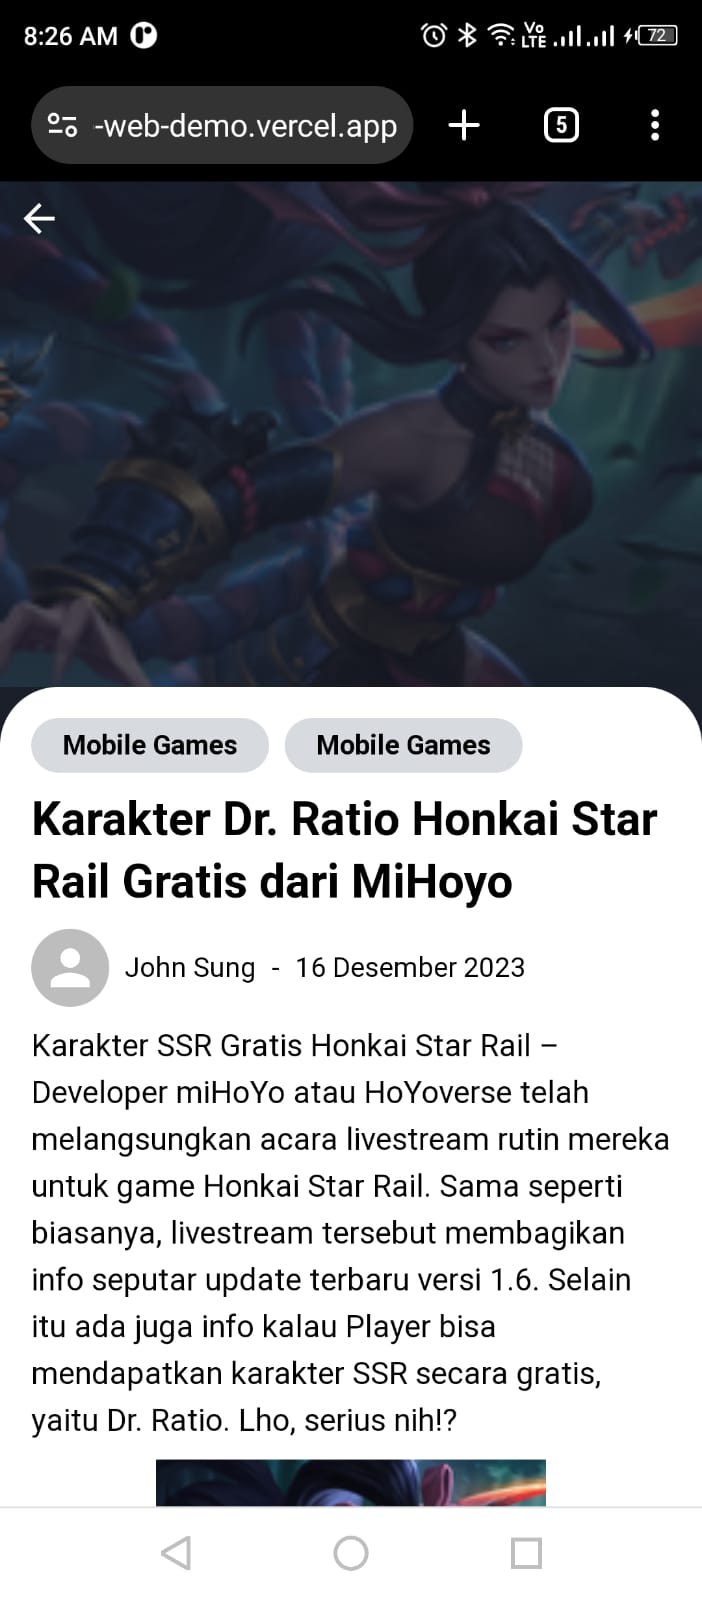 8:26 AM
Vo
LTE
72
-web-demo.vercel.app
5
Mobile Games
Mobile Games
Karakter Dr. Ratio Honkai Star
Rail Gratis dari MiHoyo
John Sung - 16 Desember 2023
Karakter SSR Gratis Honkai Star Rail –
Developer miHoYo atau HoYoverse telah
melangsungkan acara livestream rutin mereka
untuk game Honkai Star Rail. Sama seperti
biasanya, livestream tersebut membagikan
info seputar update terbaru versi 1.6. Selain
itu ada juga info kalau Player bisa
mendapatkan karakter SSR secara gratis,
yaitu Dr. Ratio. Lho, serius nih!?